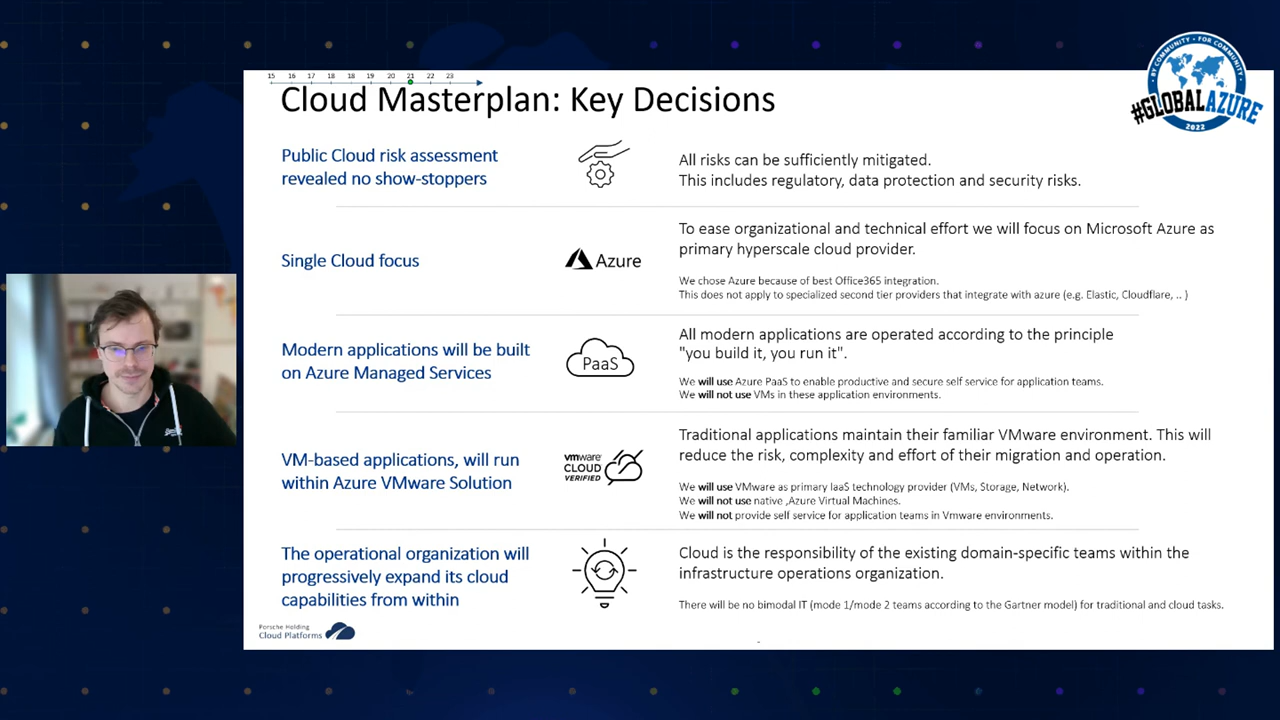 15 16 17 18 18 19 20 21 22 23
Cloud Masterplan: Key Decisions
BY COMMUNITY • FOR COMMUNITY
#GLOBALAZURE
2022
Public Cloud risk assessment
revealed no show-stoppers
All risks can be sufficiently mitigated.
This includes regulatory, data protection and security risks.
Single Cloud focus
Azure
To ease organizational and technical effort we will focus on Microsoft Azure as
primary hyperscale cloud provider.
We chose Azure because of best Office365 integration.
This does not apply to specialized second tier providers that integrate with azure (e.g. Elastic, Cloudflare, .. )
Modern applications will be built
on Azure Managed Services
PaaS
All modern applications are operated according to the principle
"you build it, you run it".
We will use Azure PaaS to enable productive and secure self service for application teams.
We will not use VMs in these application environments.
VM-based applications, will run
within Azure VMware Solution
vmware
CLOUD
VERIFIED
Traditional applications maintain their familiar VMware environment. This will
reduce the risk, complexity and effort of their migration and operation.
We will use VMware as primary IaaS technology provider (VMs, Storage, Network).
We will not use native ‚Azure Virtual Machines.
We will not provide self service for application teams in Vmware environments.
The operational organization will
progressively expand its cloud
capabilities from within
Cloud is the responsibility of the existing domain-specific teams within the
infrastructure operations organization.
There will be no bimodal IT (mode 1/mode 2 teams according to the Gartner model) for traditional and cloud tasks.
Porsche Holding
Cloud Platforms